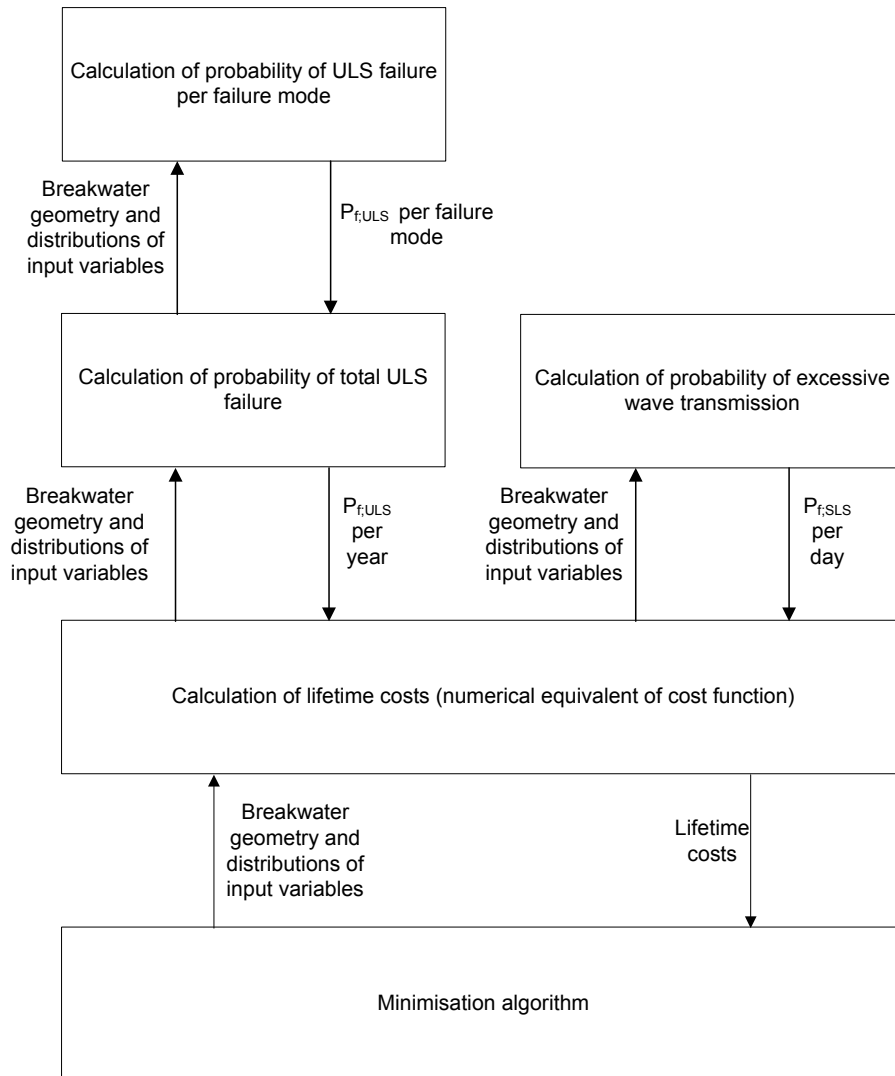 Calculation of probability of ULS failure
per failure mode
Breakwater
geometry and
distributions of
input variables
Pf;ULS per failure
mode
Calculation of probability of total ULS
failure
Calculation of probability of excessive
wave transmission
Breakwater
geometry and
distributions of
input variables
Pf;ULS
per
year
Breakwater
geometry and
distributions of
input variables
Pf;SLS
per
day
Calculation of lifetime costs (numerical equivalent of cost function)
Breakwater
geometry and
distributions of
input variables
Lifetime
costs
Minimisation algorithm